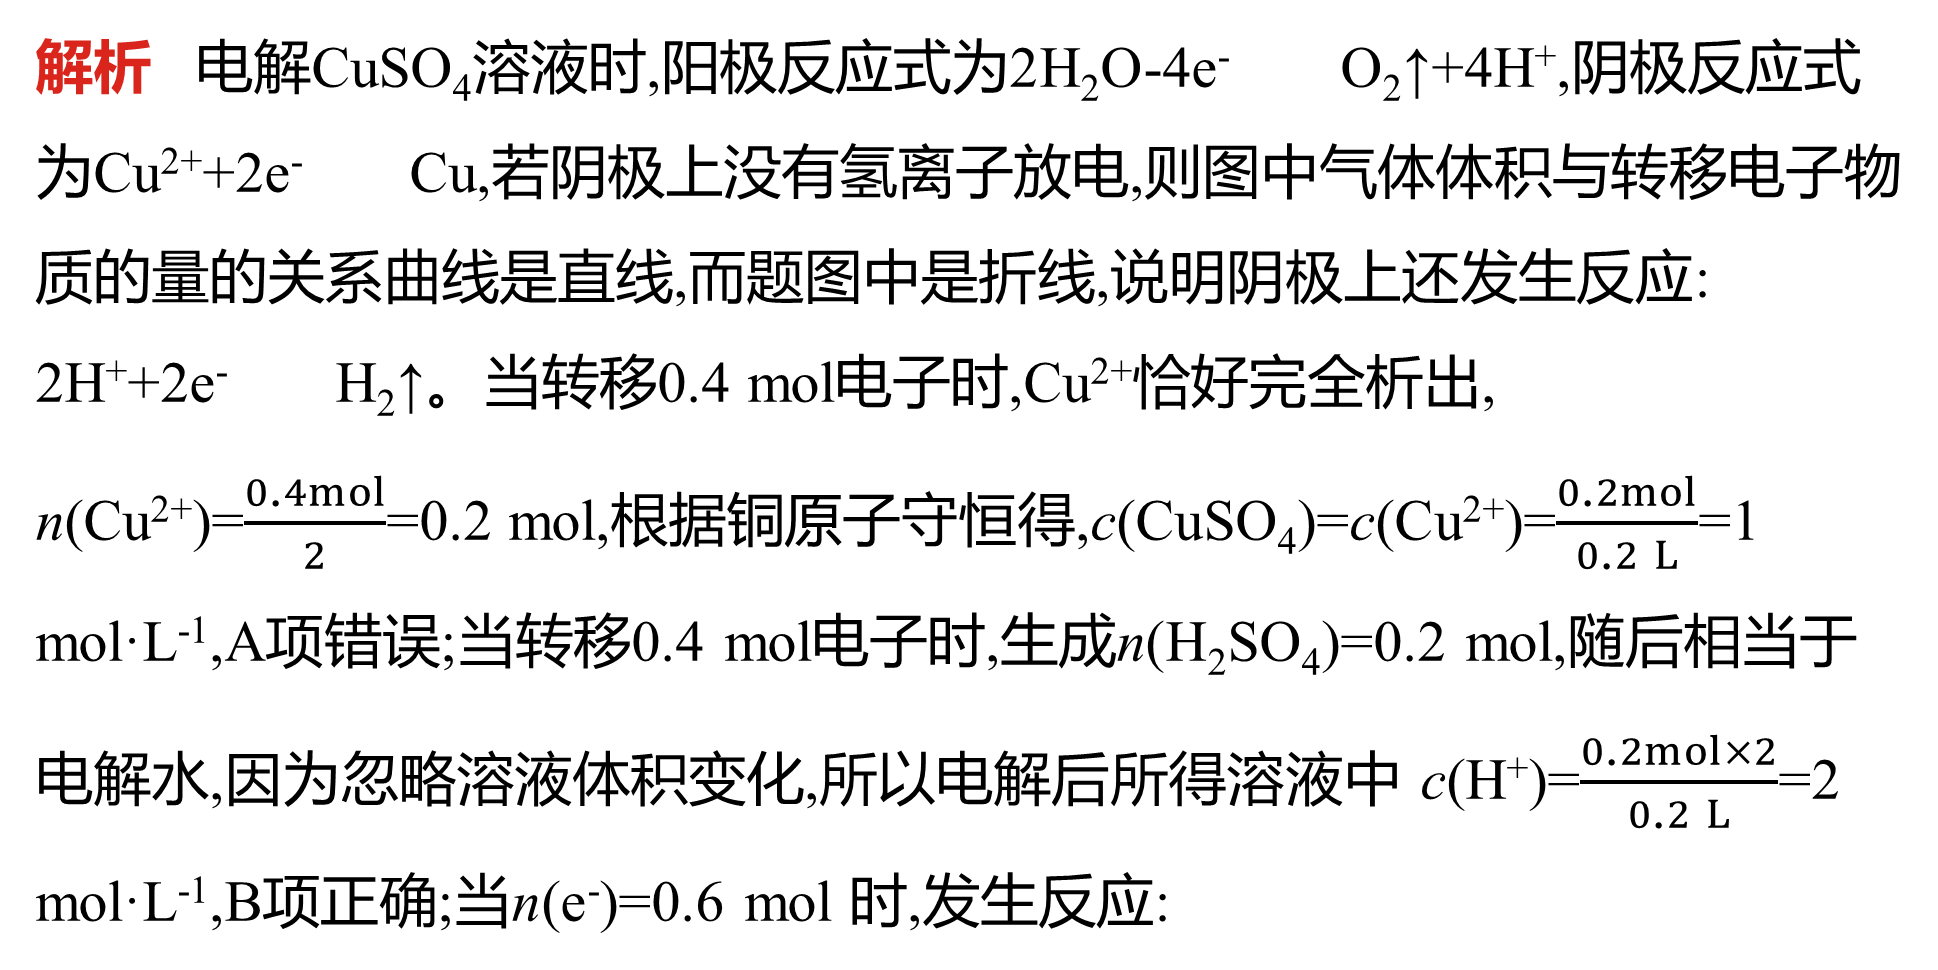 解析 电解CuSO₄溶液时,阳极反应式为2H₂O-4e⁻ O₂↑+4H⁺,阴极反应式
为Cu²⁺+2e⁻ Cu,若阴极上没有氢离子放电,则图中气体体积与转移电子物
质的量的关系曲线是直线,而题图中是折线,说明阴极上还发生反应:
2H⁺+2e⁻ H₂↑。当转移0.4 mol电子时,Cu²⁺恰好完全析出,
n(Cu²⁺)=0.4mol/2=0.2 mol,根据铜原子守恒得,c(CuSO₄)=c(Cu²⁺)=0.2mol/0.2 L=1
mol·L⁻¹,A项错误;当转移0.4 mol电子时,生成n(H₂SO₄)=0.2 mol,随后相当于
电解水,因为忽略溶液体积变化,所以电解后所得溶液中 c(H⁺)=0.2mol×2/0.2 L=2
mol·L⁻¹,B项正确;当n(e⁻)=0.6 mol 时,发生反应: